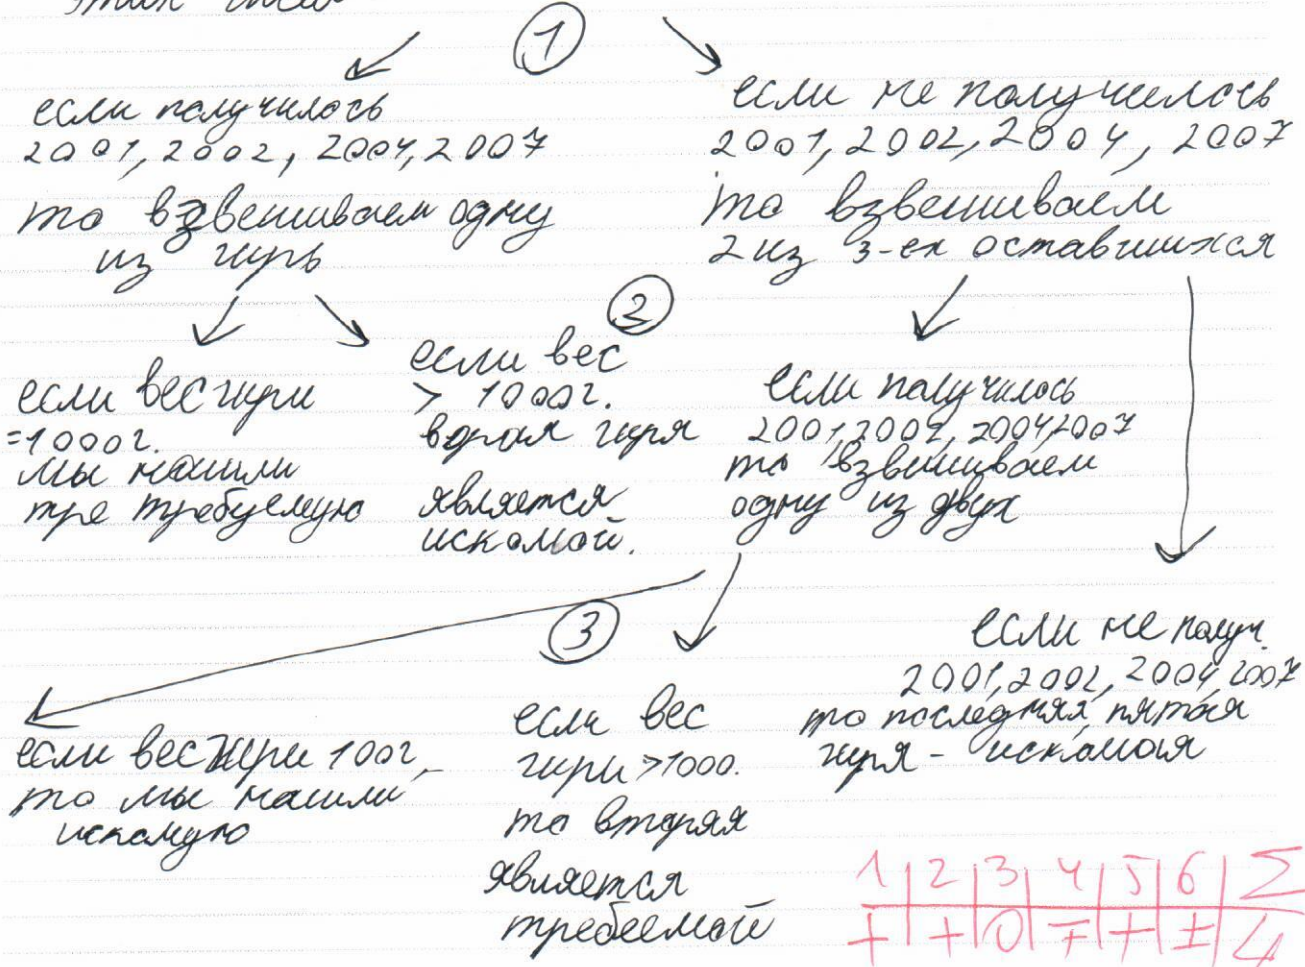 ①
если получилось
2001, 2002, 2004, 2007
то взвешиваем одну
из гирь
если не получилось
2001, 2002, 2004, 2007
то взвешиваем
2 из 3-ех оставшихся
②
если вес гири
=1000г.
мы нашли
тре требуемую
если вес
> 1000г.
ворая гиря
является
искомой.
если получилось
2001, 2002, 2004, 2007
то взвешиваем
одну из двух
③
если вес гири 100г,
то мы нашли
искомую
если вес
гири >1000.
то вторая
является
требеемой
если не получ.
2001, 2002, 2004, 2007
то последняя, пятая
гиря - искомая
1 | 2 | 3 | 4 | 5 | 6 | Σ
+ | + | 0 | ∓ | + | ± | 4